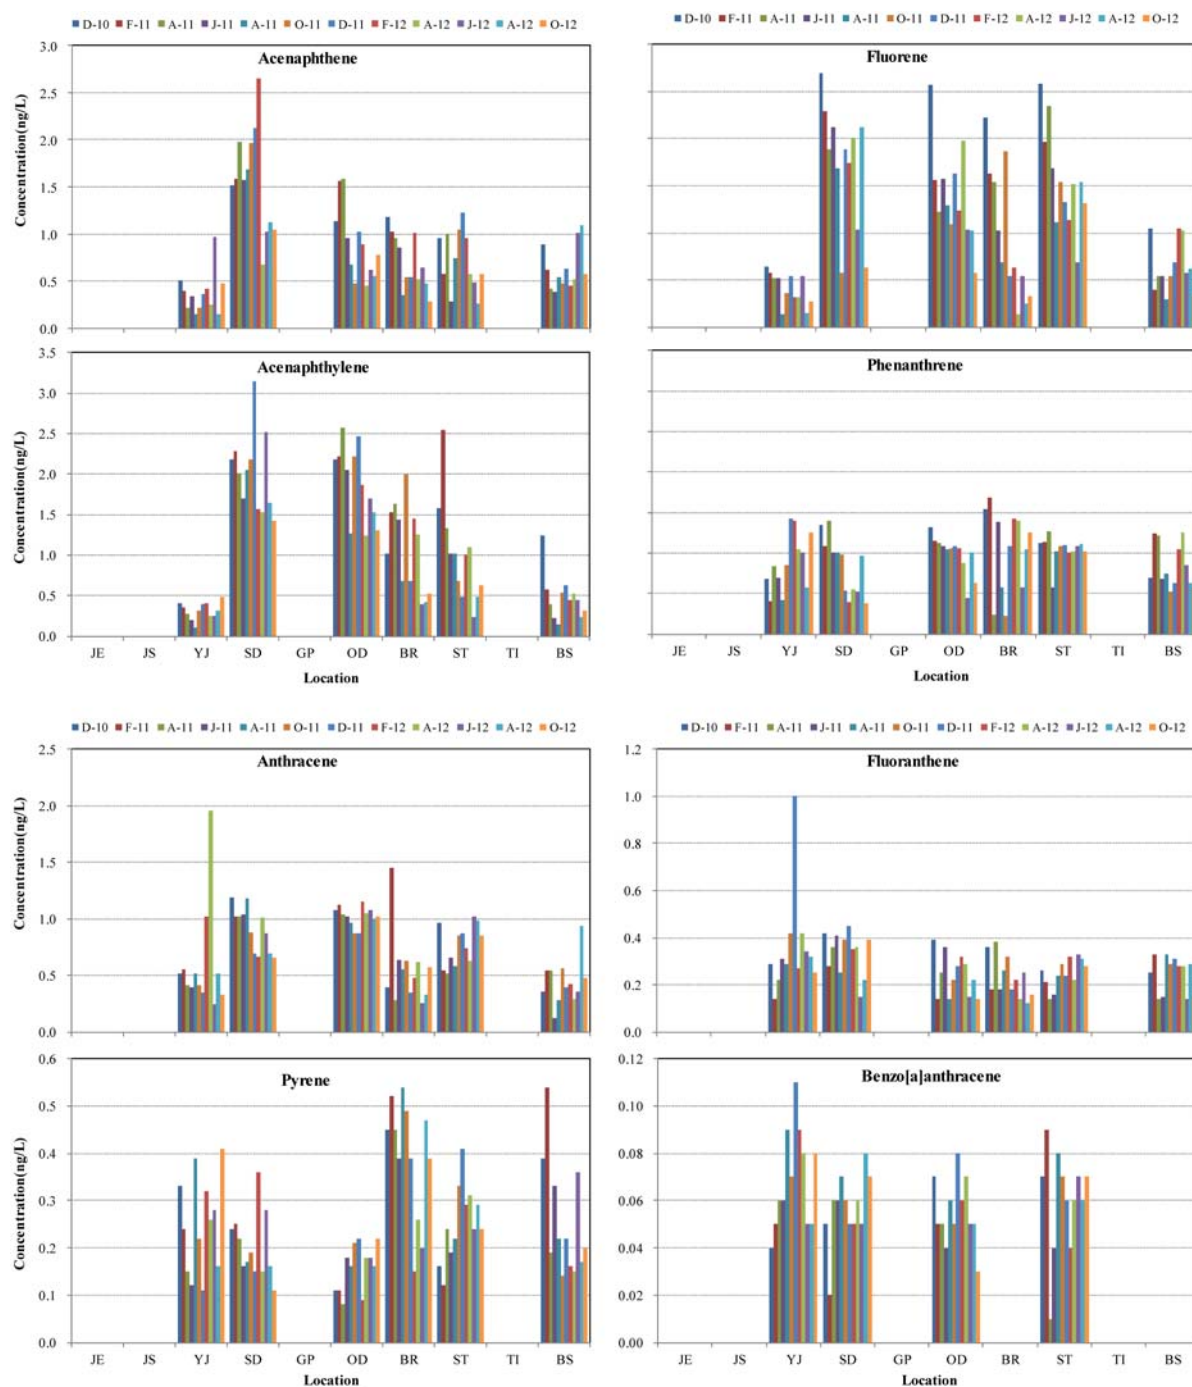 D-10 F-11 A-11 J-11 A-11 O-11 D-11 F-12 A-12 J-12 A-12 O-12
Acenaphthene
Concentration(ng/L)
3.0
2.5
2.0
1.5
1.0
0.5
0.0
D-10 F-11 A-11 J-11 A-11 O-11 D-11 F-12 A-12 J-12 A-12 O-12
Fluorene
Acenaphthylene
Concentration(ng/L)
3.5
3.0
2.5
2.0
1.5
1.0
0.5
0.0
JE JS YJ SD GP OD BR ST TI BS
Location
Phenanthrene
JE JS YJ SD GP OD BR ST TI BS
Location
D-10 F-11 A-11 J-11 A-11 O-11 D-11 F-12 A-12 J-12 A-12 O-12
Anthracene
Concentration(ng/L)
2.5
2.0
1.5
1.0
0.5
0.0
D-10 F-11 A-11 J-11 A-11 O-11 D-11 F-12 A-12 J-12 A-12 O-12
Fluoranthene
1.2
1.0
0.8
0.6
0.4
0.2
0.0
Pyrene
Concentration(ng/L)
0.6
0.5
0.4
0.3
0.2
0.1
0.0
JE JS YJ SD GP OD BR ST TI BS
Location
Benzo[a]anthracene
0.12
0.10
0.08
0.06
0.04
0.02
0.00
JE JS YJ SD GP OD BR ST TI BS
Location